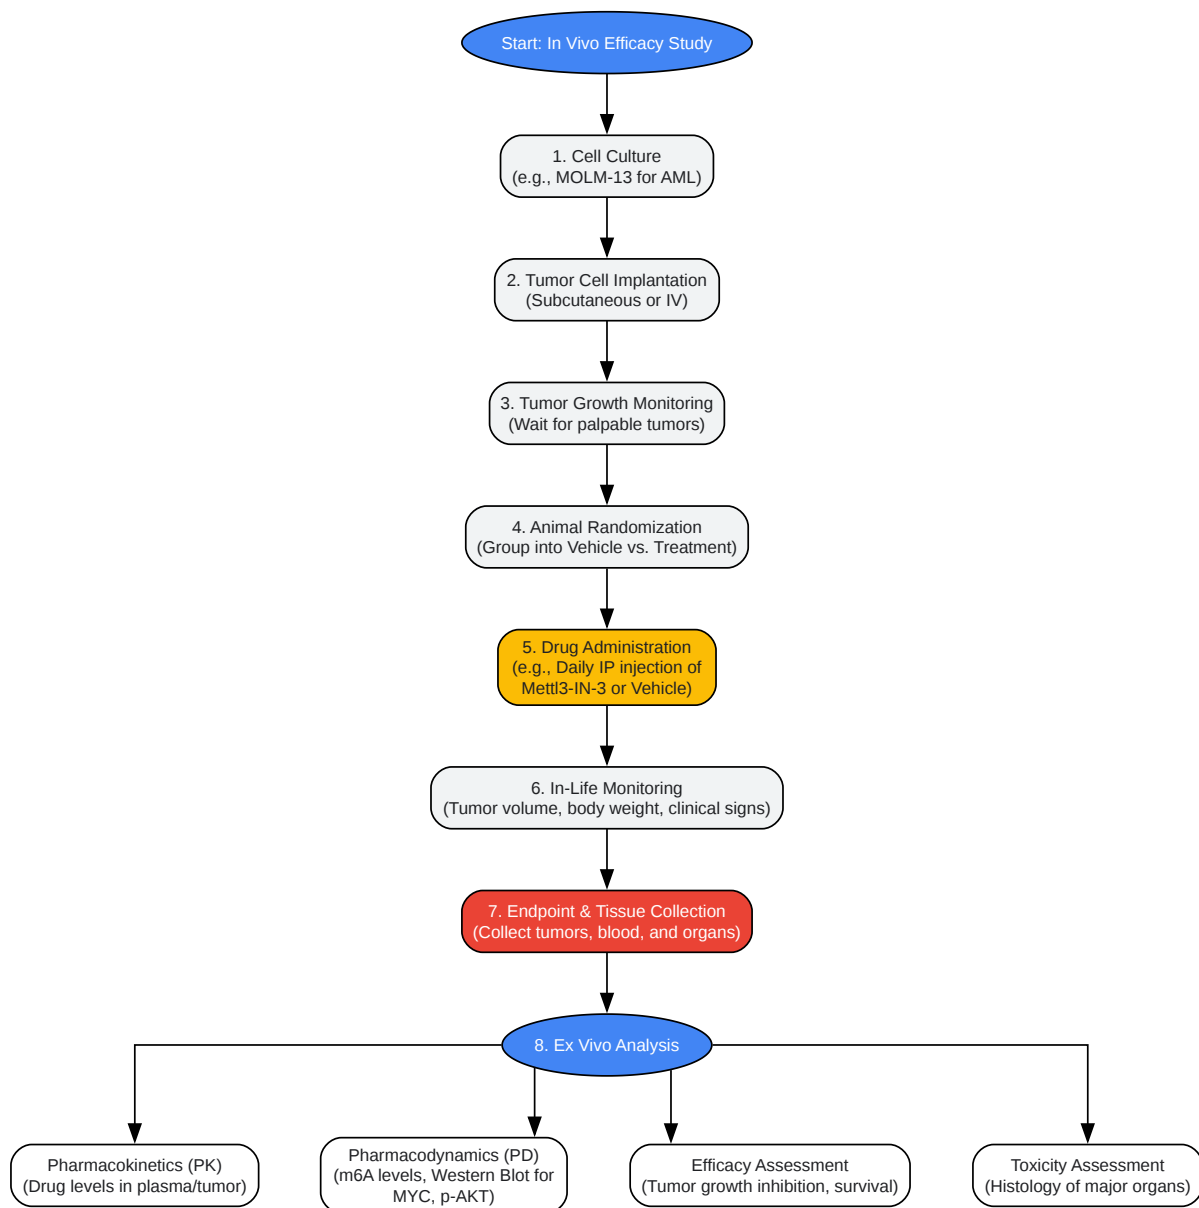 Start: In Vivo Efficacy Study
1. Cell Culture
(e.g., MOLM-13 for AML)
2. Tumor Cell Implantation
(Subcutaneous or IV)
3. Tumor Growth Monitoring
(Wait for palpable tumors)
4. Animal Randomization
(Group into Vehicle vs. Treatment)
5. Drug Administration
(e.g., Daily IP injection of
Mettl3-IN-3 or Vehicle)
6. In-Life Monitoring
(Tumor volume, body weight, clinical signs)
7. Endpoint & Tissue Collection
(Collect tumors, blood, and organs)
8. Ex Vivo Analysis
Pharmacokinetics (PK)
(Drug levels in plasma/tumor)
Pharmacodynamics (PD)
(m6A levels, Western Blot for
MYC, p-AKT)
Efficacy Assessment
(Tumor growth inhibition, survival)
Toxicity Assessment
(Histology of major organs)